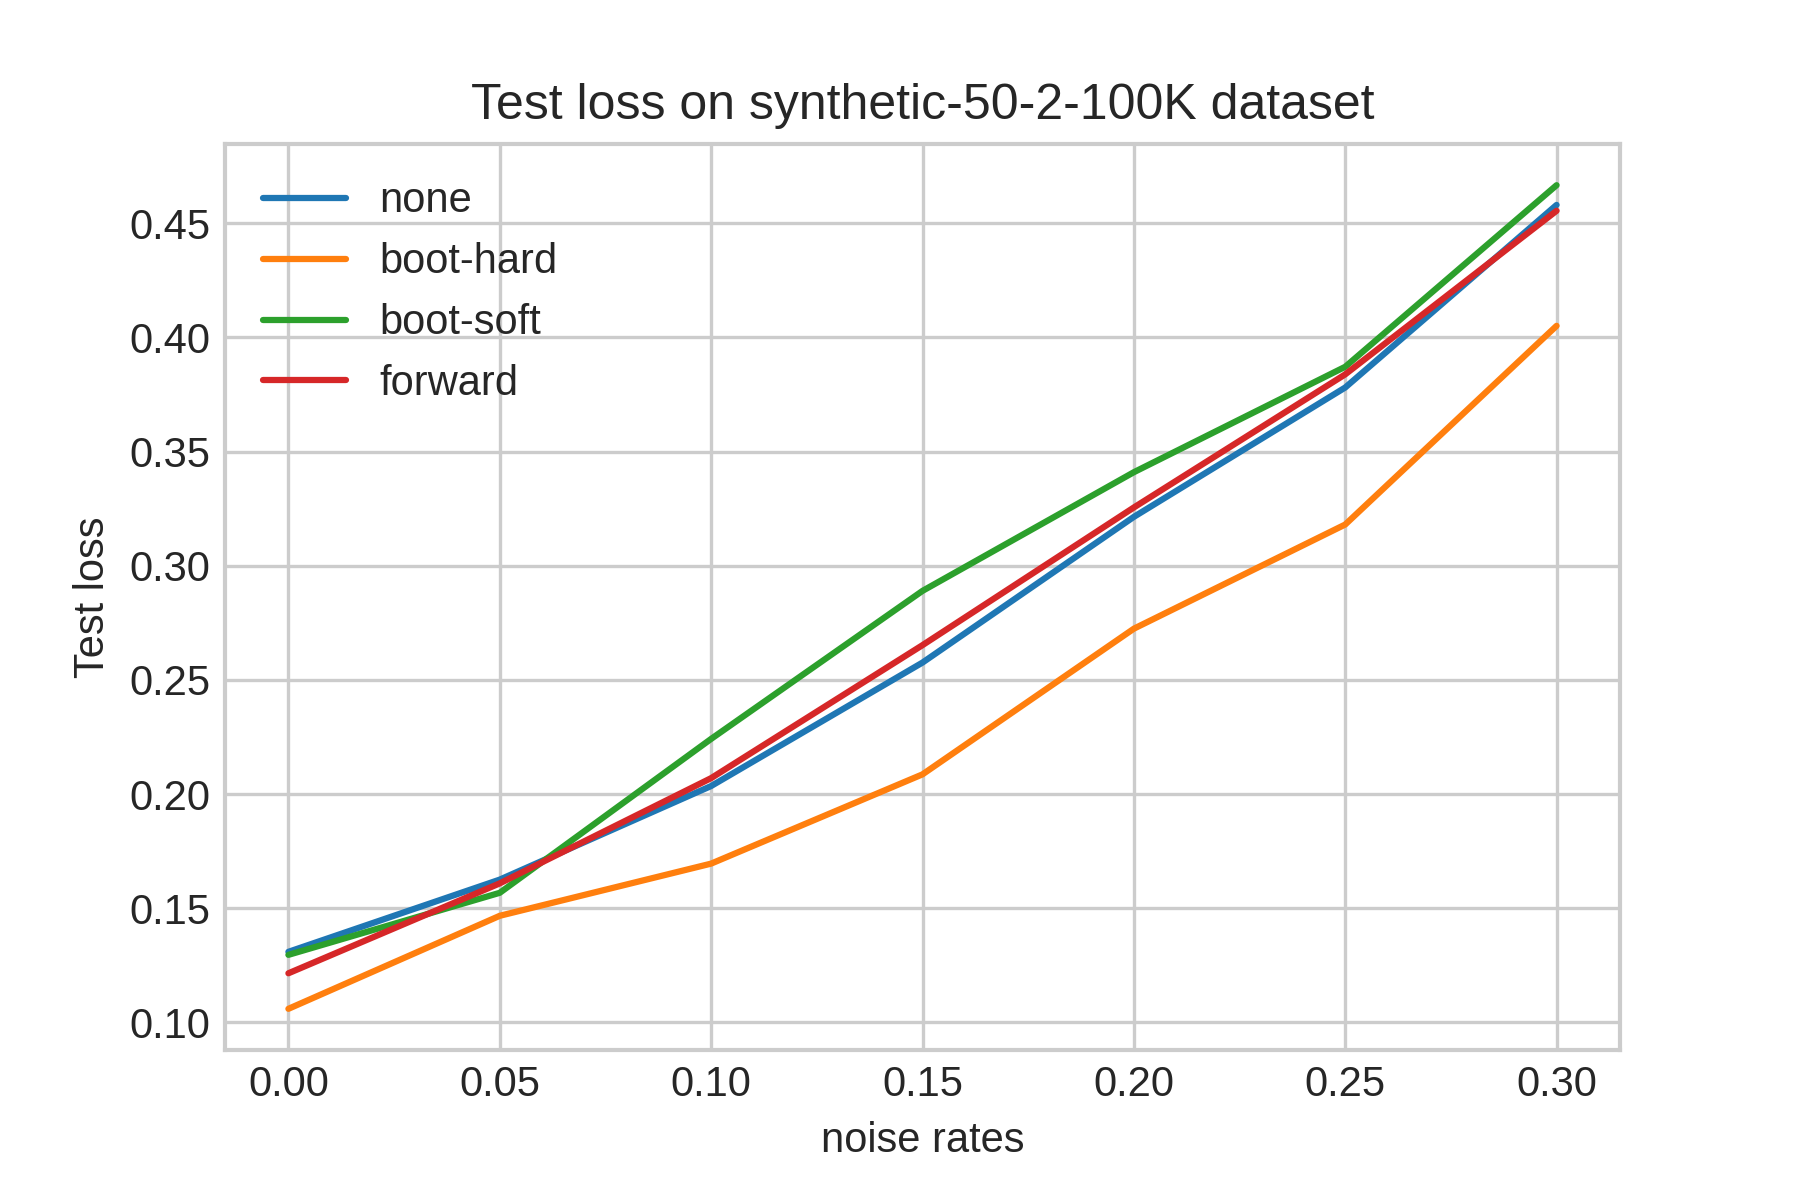 Test loss on synthetic-50-2-100K dataset
none
boot-hard
boot-soft
forward
0.45
0.40
0.35
0.30
0.25
0.20
0.15
0.10
Test loss
0.00 0.05 0.10 0.15 0.20 0.25 0.30
noise rates